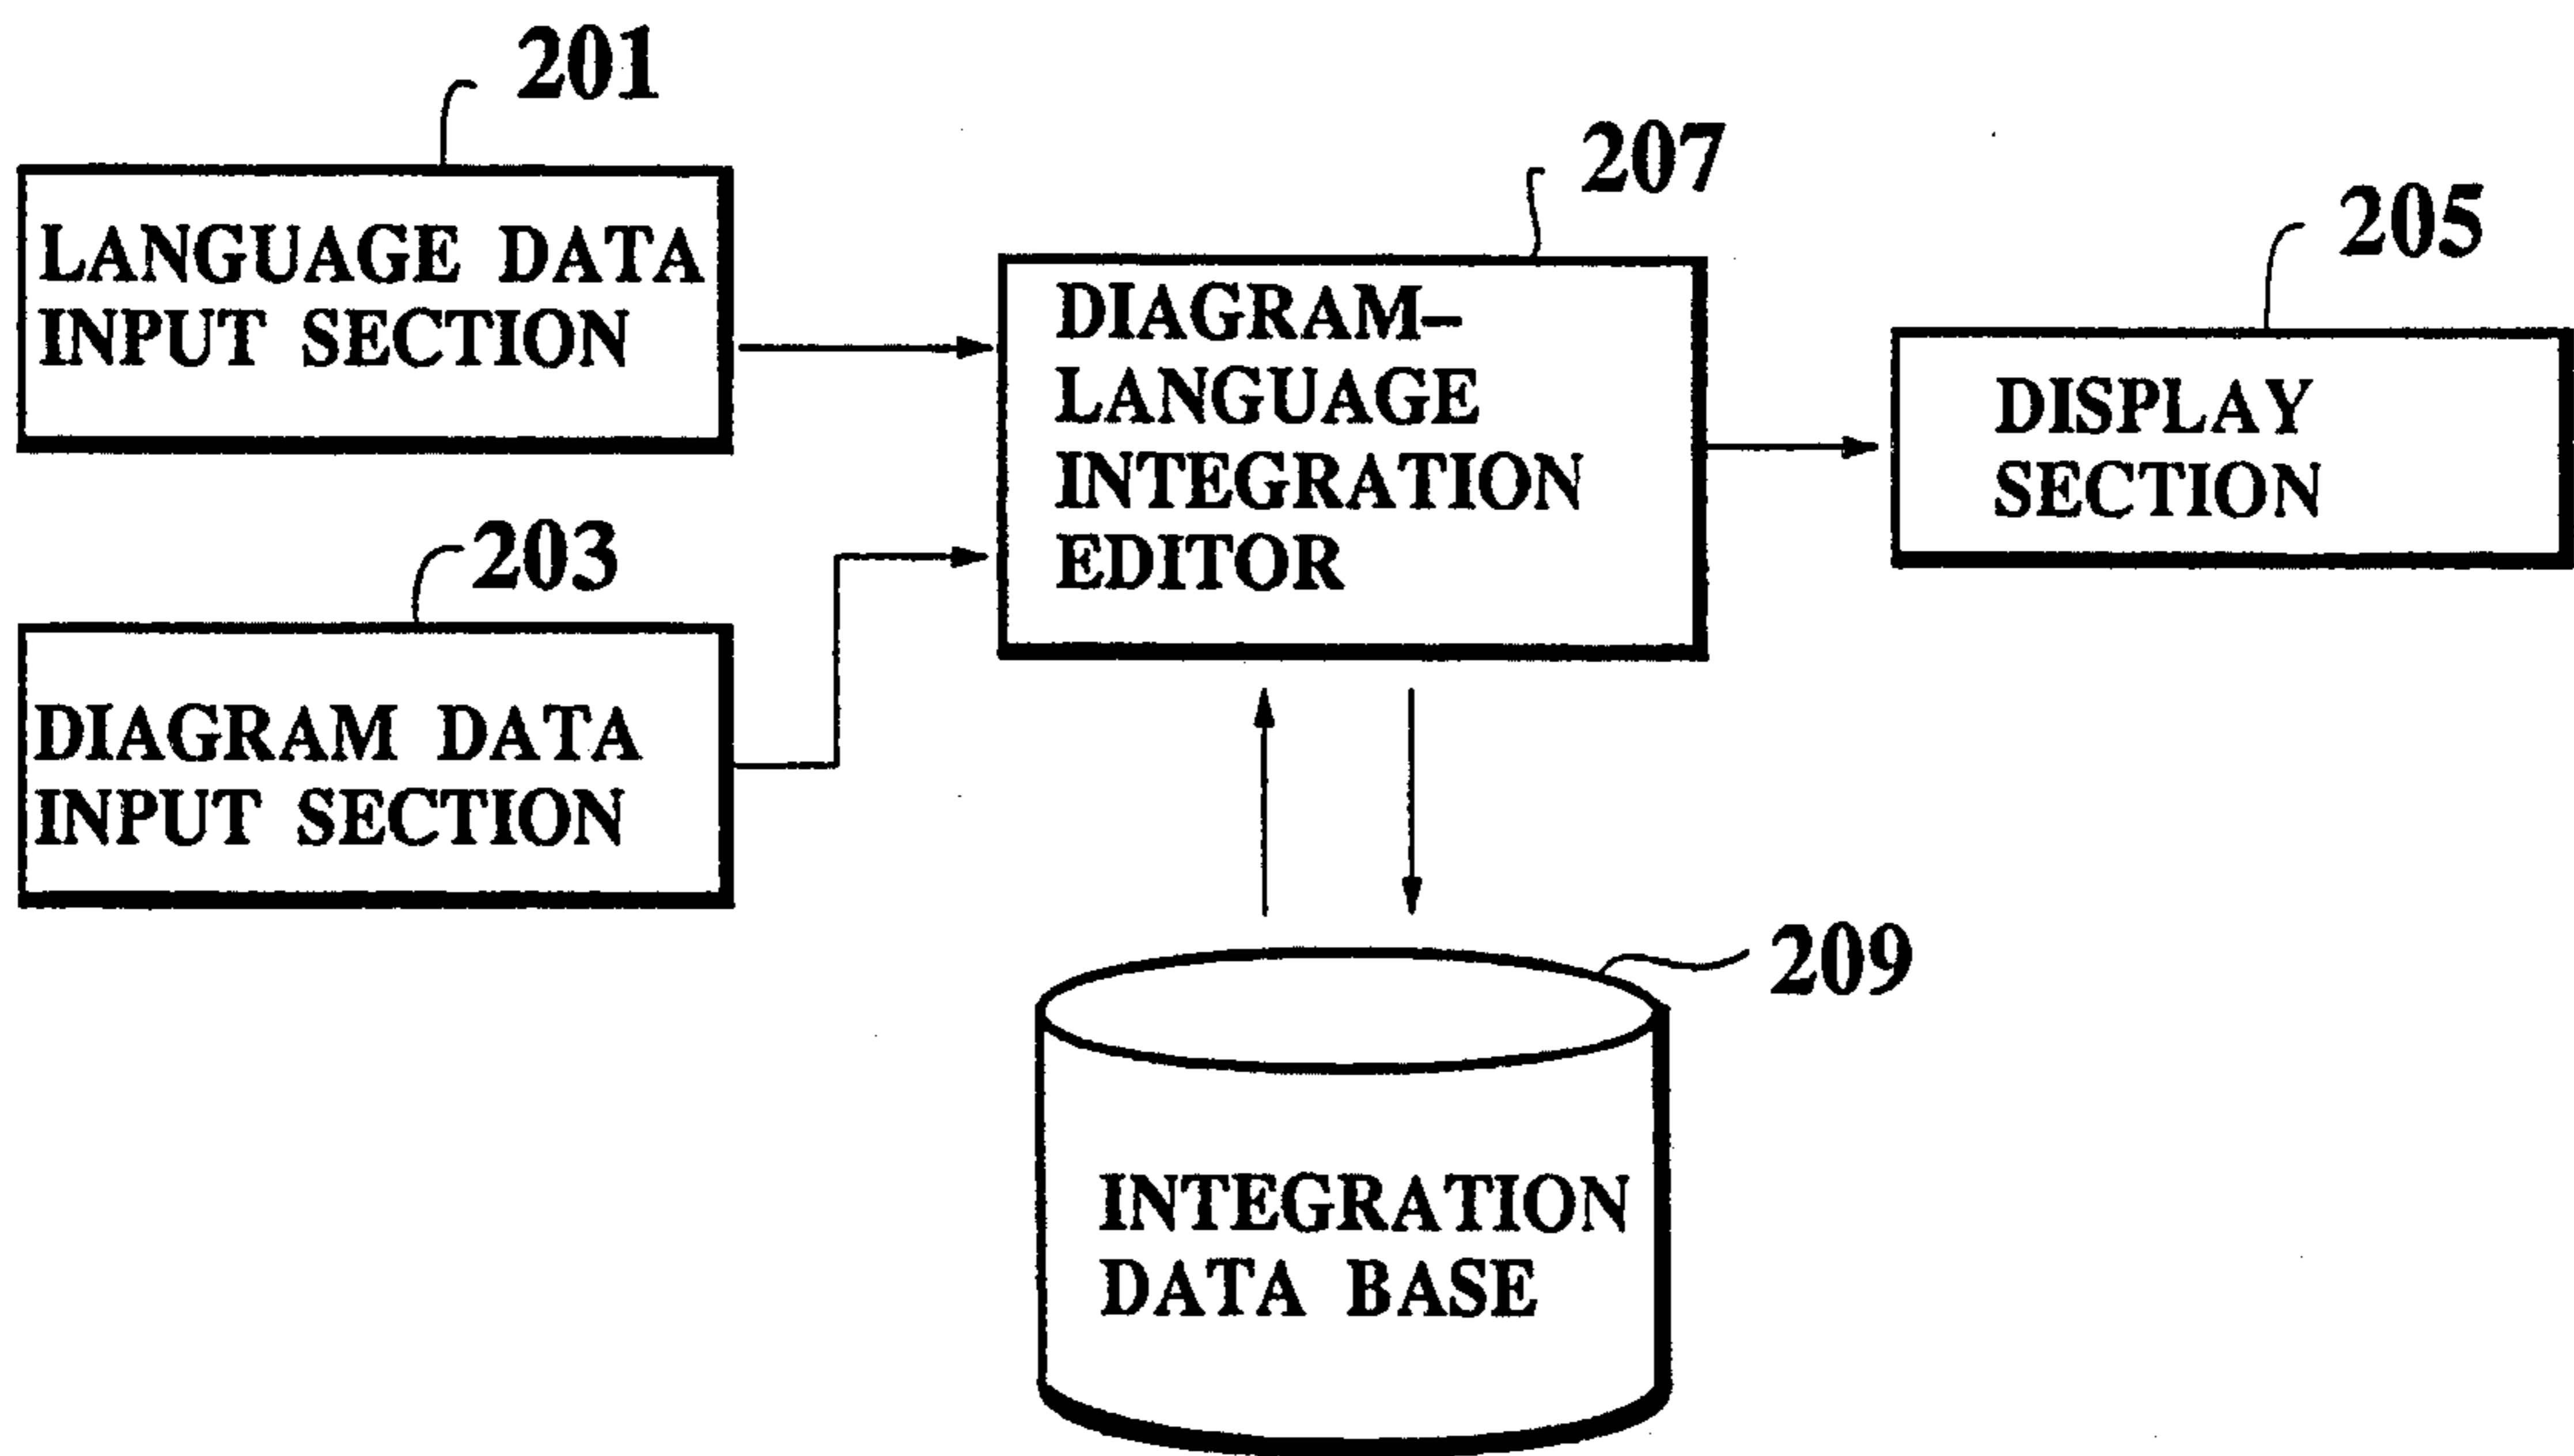 201
LANGUAGE DATA
INPUT SECTION
203
DIAGRAM DATA
INPUT SECTION
207
DIAGRAM–
LANGUAGE
INTEGRATION
EDITOR
205
DISPLAY
SECTION
209
INTEGRATION
DATA BASE